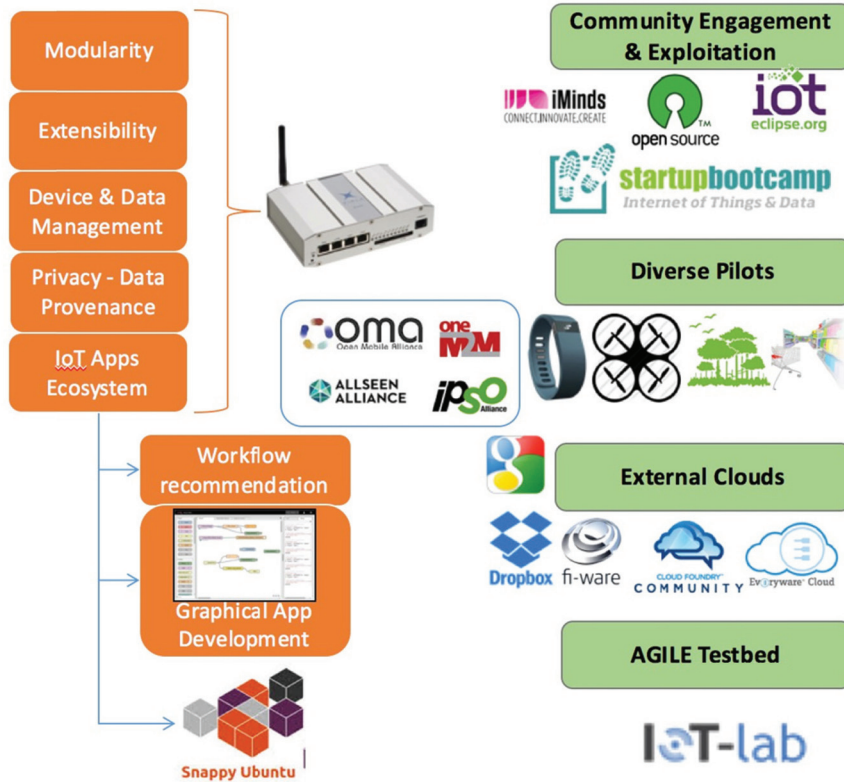 Modularity
Extensibility
Device & Data
Management
Privacy - Data
Provenance
IoT Apps
Ecosystem
Workflow
recommendation
Graphical App
Development
Snappy Ubuntu
oma
Open Mobile Alliance
one
M2M
ALLSEEN
ALLIANCE
ipso
Alliance
Community Engagement
& Exploitation
iMinds
CONNECT.INNOVATE.CREATE
open source
TM
iot
eclipse.org
startupbootcamp
Internet of Things & Data
Diverse Pilots
External Clouds
g
Dropbox
fi-ware
CLOUD FOUNDRY
COMMUNITY
Everyware™ Cloud
AGILE Testbed
IoT-lab